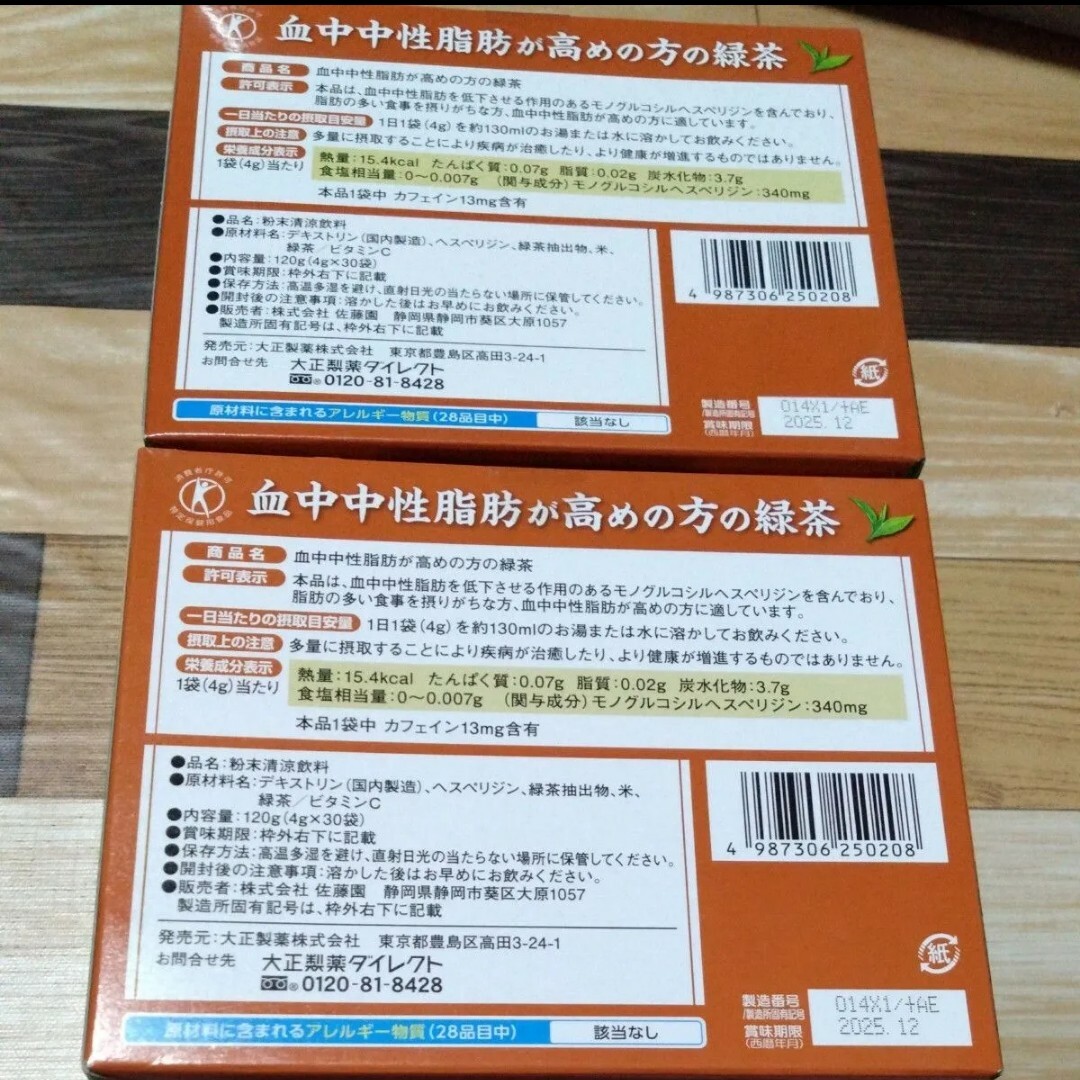 血中中性脂肪が高めの方の緑茶
商品名 血中中性脂肪が高めの方の緑茶
許可表示 本品は、血中中性脂肪を低下させる作用のあるモノグルコシルヘスペリジンを含んでおり、
脂肪の多い食事を摂りがちな方、血中中性脂肪が高めの方に適しています。
一日当たりの摂取目安量 1日1袋(4g)を約130mlのお湯または水に溶かしてお飲みください。
摂取上の注意 多量に摂取することにより疾病が治癒したり、より健康が増進するものではありません。
栄養成分表示 熱量:15.4kcal たんぱく質:0.07g 脂質:0.02g 炭水化物:3.7g
1袋(4g)当たり 食塩相当量:0〜0.007g (関与成分)モノグルコシルヘスペリジン:340mg
本品1袋中 カフェイン13mg含有
●品名:粉末清涼飲料
●原材料名:デキストリン(国内製造)、ヘスペリジン、緑茶抽出物、米、
緑茶/ビタミンC
●内容量:120g(4g×30袋)
●賞味期限:枠外右下に記載
●保存方法:高温多湿を避け、直射日光の当たらない場所に保管してください。
●開封後の注意事項:溶かした後はお早めにお飲みください。
●販売者:株式会社 佐藤園 静岡県静岡市葵区大原1057
製造所固有記号は、枠外右下に記載
発売元:大正製薬株会社 東京都豊島区高田3-24-1
お問合せ先 大正製薬ダイレクト
0120-81-8428
4 987306 250208
紙
原材料に含まれるアレルギー物質(28品目中) 該当なし
製造番号
/製造所固有記号
014X1/+AE
賞味期限
(西暦年月)
2025.12
消費者庁許可
特定保健用食品
血中中性脂肪が高めの方の緑茶
商品名 血中中性脂肪が高めの方の緑茶
許可表示 本品は、血中中性脂肪を低下させる作用のあるモノグルコシルヘスペリジンを含んでおり、
脂肪の多い食事を摂りがちな方、血中中性脂肪が高めの方に適しています。
一日当たりの摂取目安量 1日1袋(4g)を約130mlのお湯または水に溶かしてお飲みください。
摂取上の注意 多量に摂取することにより疾病が治癒したり、より健康が増進するものではありません。
栄養成分表示 熱量:15.4kcal たんぱく質:0.07g 脂質:0.02g 炭水化物:3.7g
1袋(4g)当たり 食塩相当量:0〜0.007g (関与成分)モノグルコシルヘスペリジン:340mg
本品1袋中 カフェイン13mg含有
●品名:粉末清涼飲料
●原材料名:デキストリン(国内製造)、ヘスペリジン、緑茶抽出物、米、
緑茶/ビタミンC
●内容量:120g(4g×30袋)
●賞味期限:枠外右下に記載
●保存方法:高温多湿を避け、直射日光の当たらない場所に保管してください。
●開封後の注意事項:溶かした後はお早めにお飲みください。
●販売者:株式会社 佐藤園 静岡県静岡市葵区大原1057
製造所固有記号は、枠外右下に記載
発売元:大正製薬株式会社 東京都豊島区高田3-24-1
お問合せ先 大正製薬ダイレクト
0120-81-8428
4 987306 250208
紙
原材料に含まれるアレルギー物質(28品目中) 該当なし
製造番号
/製造所固有記号
014X1/+AE
賞味期限
(西暦年月)
2025.12